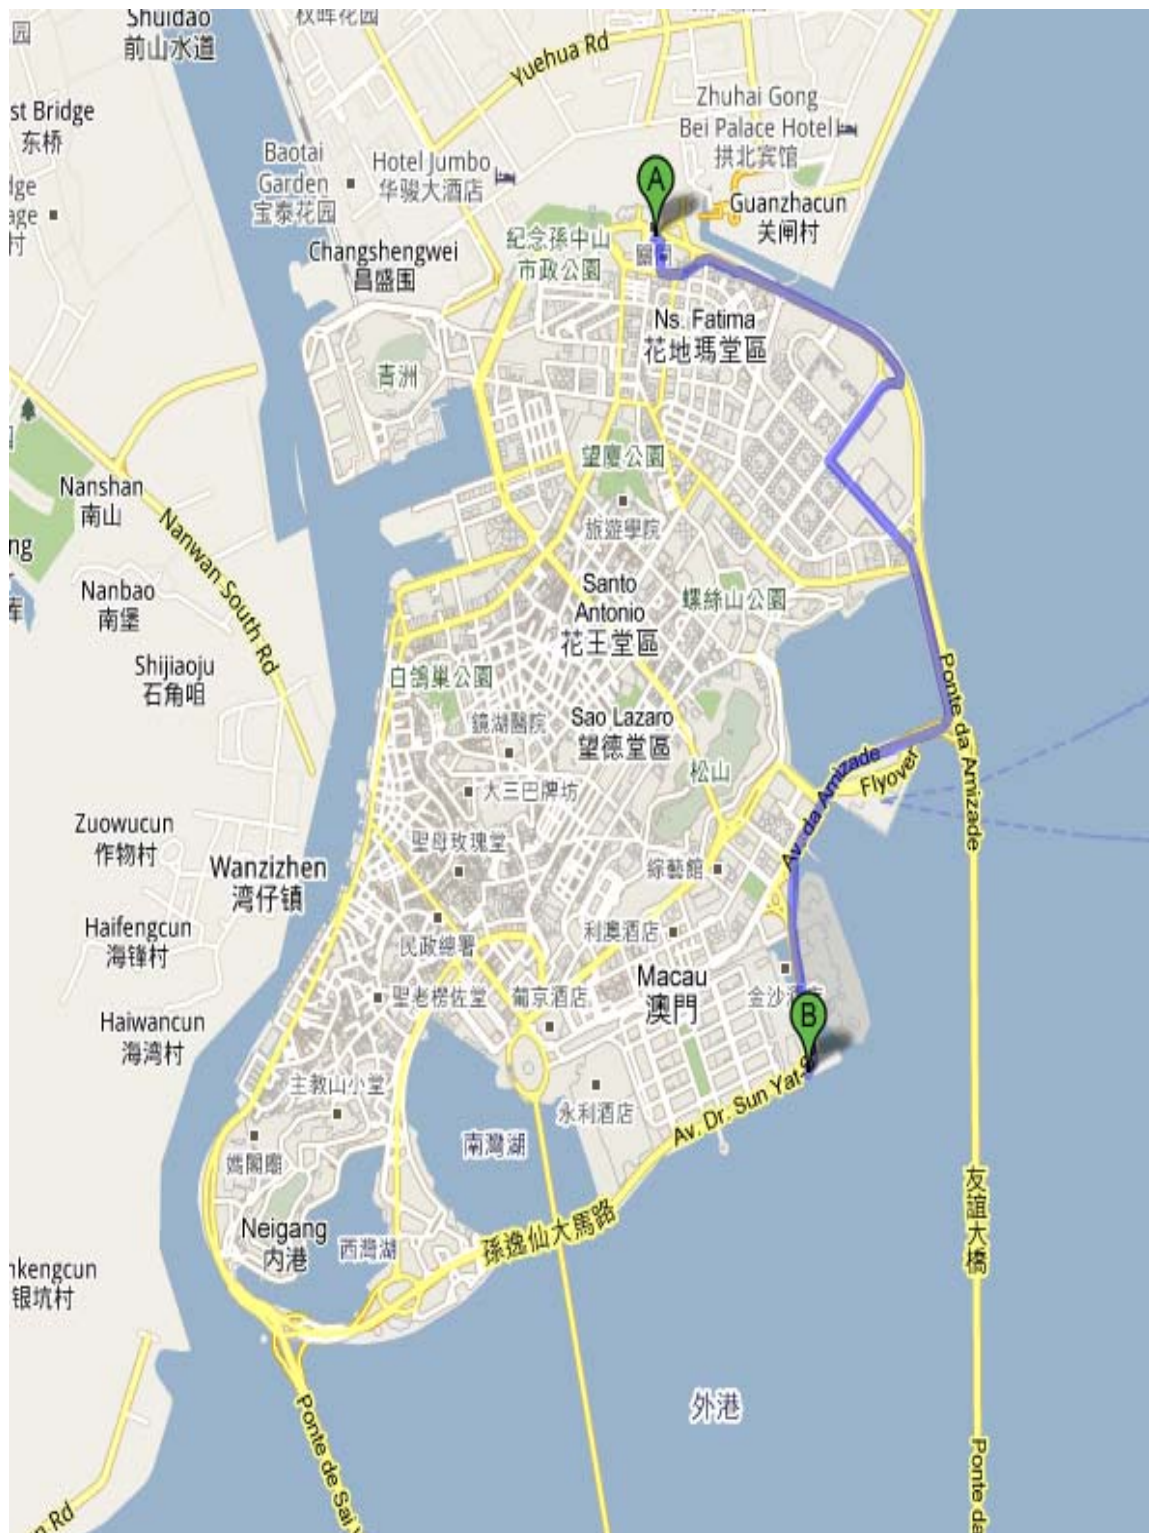 Shuidao
前山水道
园
Yuehua Rd
st Bridge
东桥
Zhuhai Gong
Bei Palace Hotel
拱北宾馆
Baotai
Garden
宝泰花园
Hotel Jumbo
华骏大酒店
dge
age
村
A
Guanzhacun
关闸村
紀念孫中山
市政公園
Changshengwei
昌盛围
Ns. Fatima
花地瑪堂區
青洲
望廈公園
Nanshan
南山
旅遊學院
Nanwan South Rd
ng
库
Nanbao
南堡
Santo
Antonio
花王堂區
螺絲山公園
Shijiaoju
石角咀
白鴿巢公園
鏡湖醫院
Sao Lazaro
望德堂區
Ponte da Amizade
松山
Av. da Amizade
Flyover
大三巴牌坊
Zuowucun
作物村
聖母玫瑰堂
Wanzizhen
湾仔镇
綜藝館
Haifengcun
海锋村
民政總署
利澳酒店
Macau
澳門
聖老楞佐堂
葡京酒店
B
Haiwancun
海湾村
主教山小堂
永利酒店
Av. Dr. Sun Yat-S
南灣湖
媽閣廟
友誼大橋
Neigang
内港
西灣湖
孫逸仙大馬路
nkengcun
银坑村
外港
Ponte de Sai V
Ponte da
n Rd